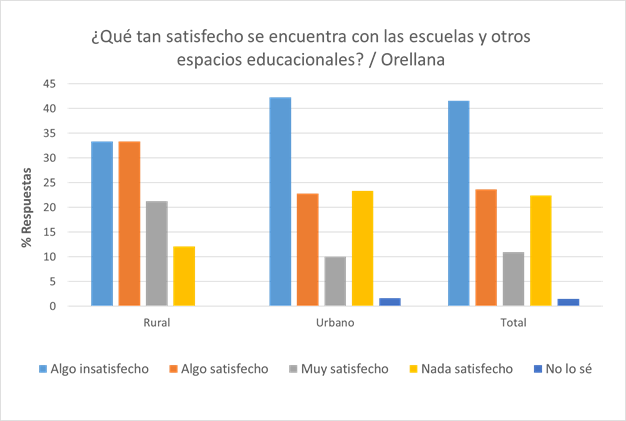 ¿Qué tan satisfecho se encuentra con las escuelas y otros
espacios educacionales? / Orellana
% Respuestas
45
40
35
30
25
20
15
10
5
0
Rural
Urbano
Total
Algo insatisfecho
Algo satisfecho
Muy satisfecho
Nada satisfecho
No lo sé